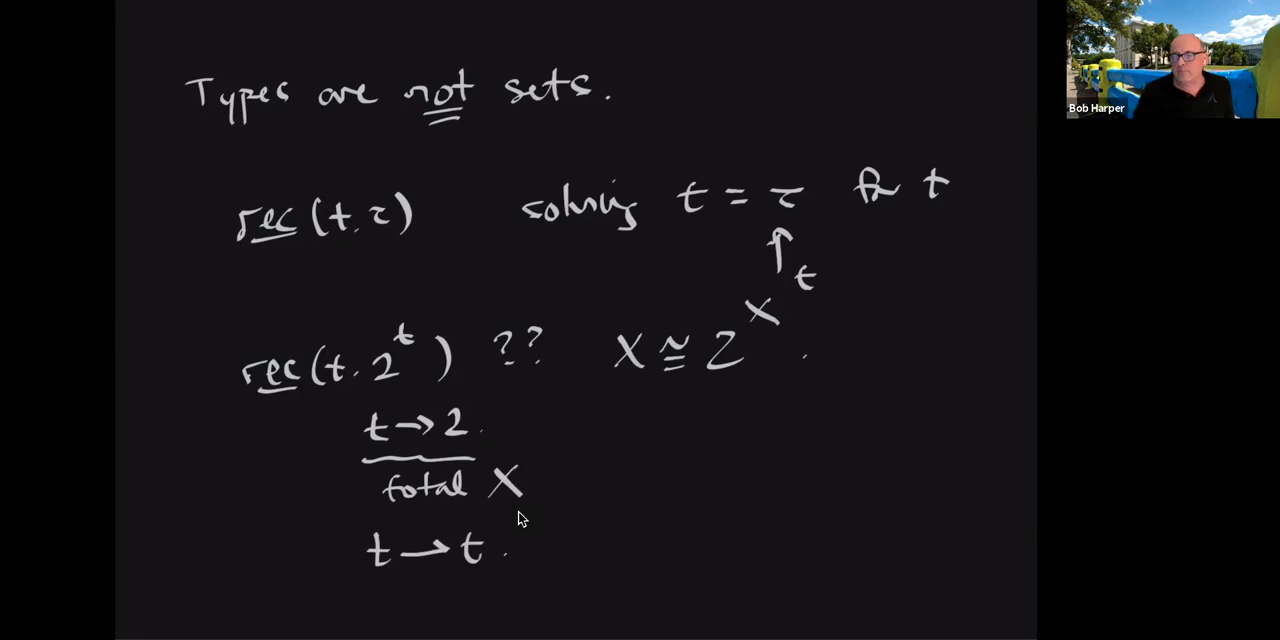 Types are not sets.
Bob Harper
rec(t.τ) solving t = τ for t
↑ t
rec(t.2^t) ?? X ≅ 2^X.
t → 2.
total X
t → t.